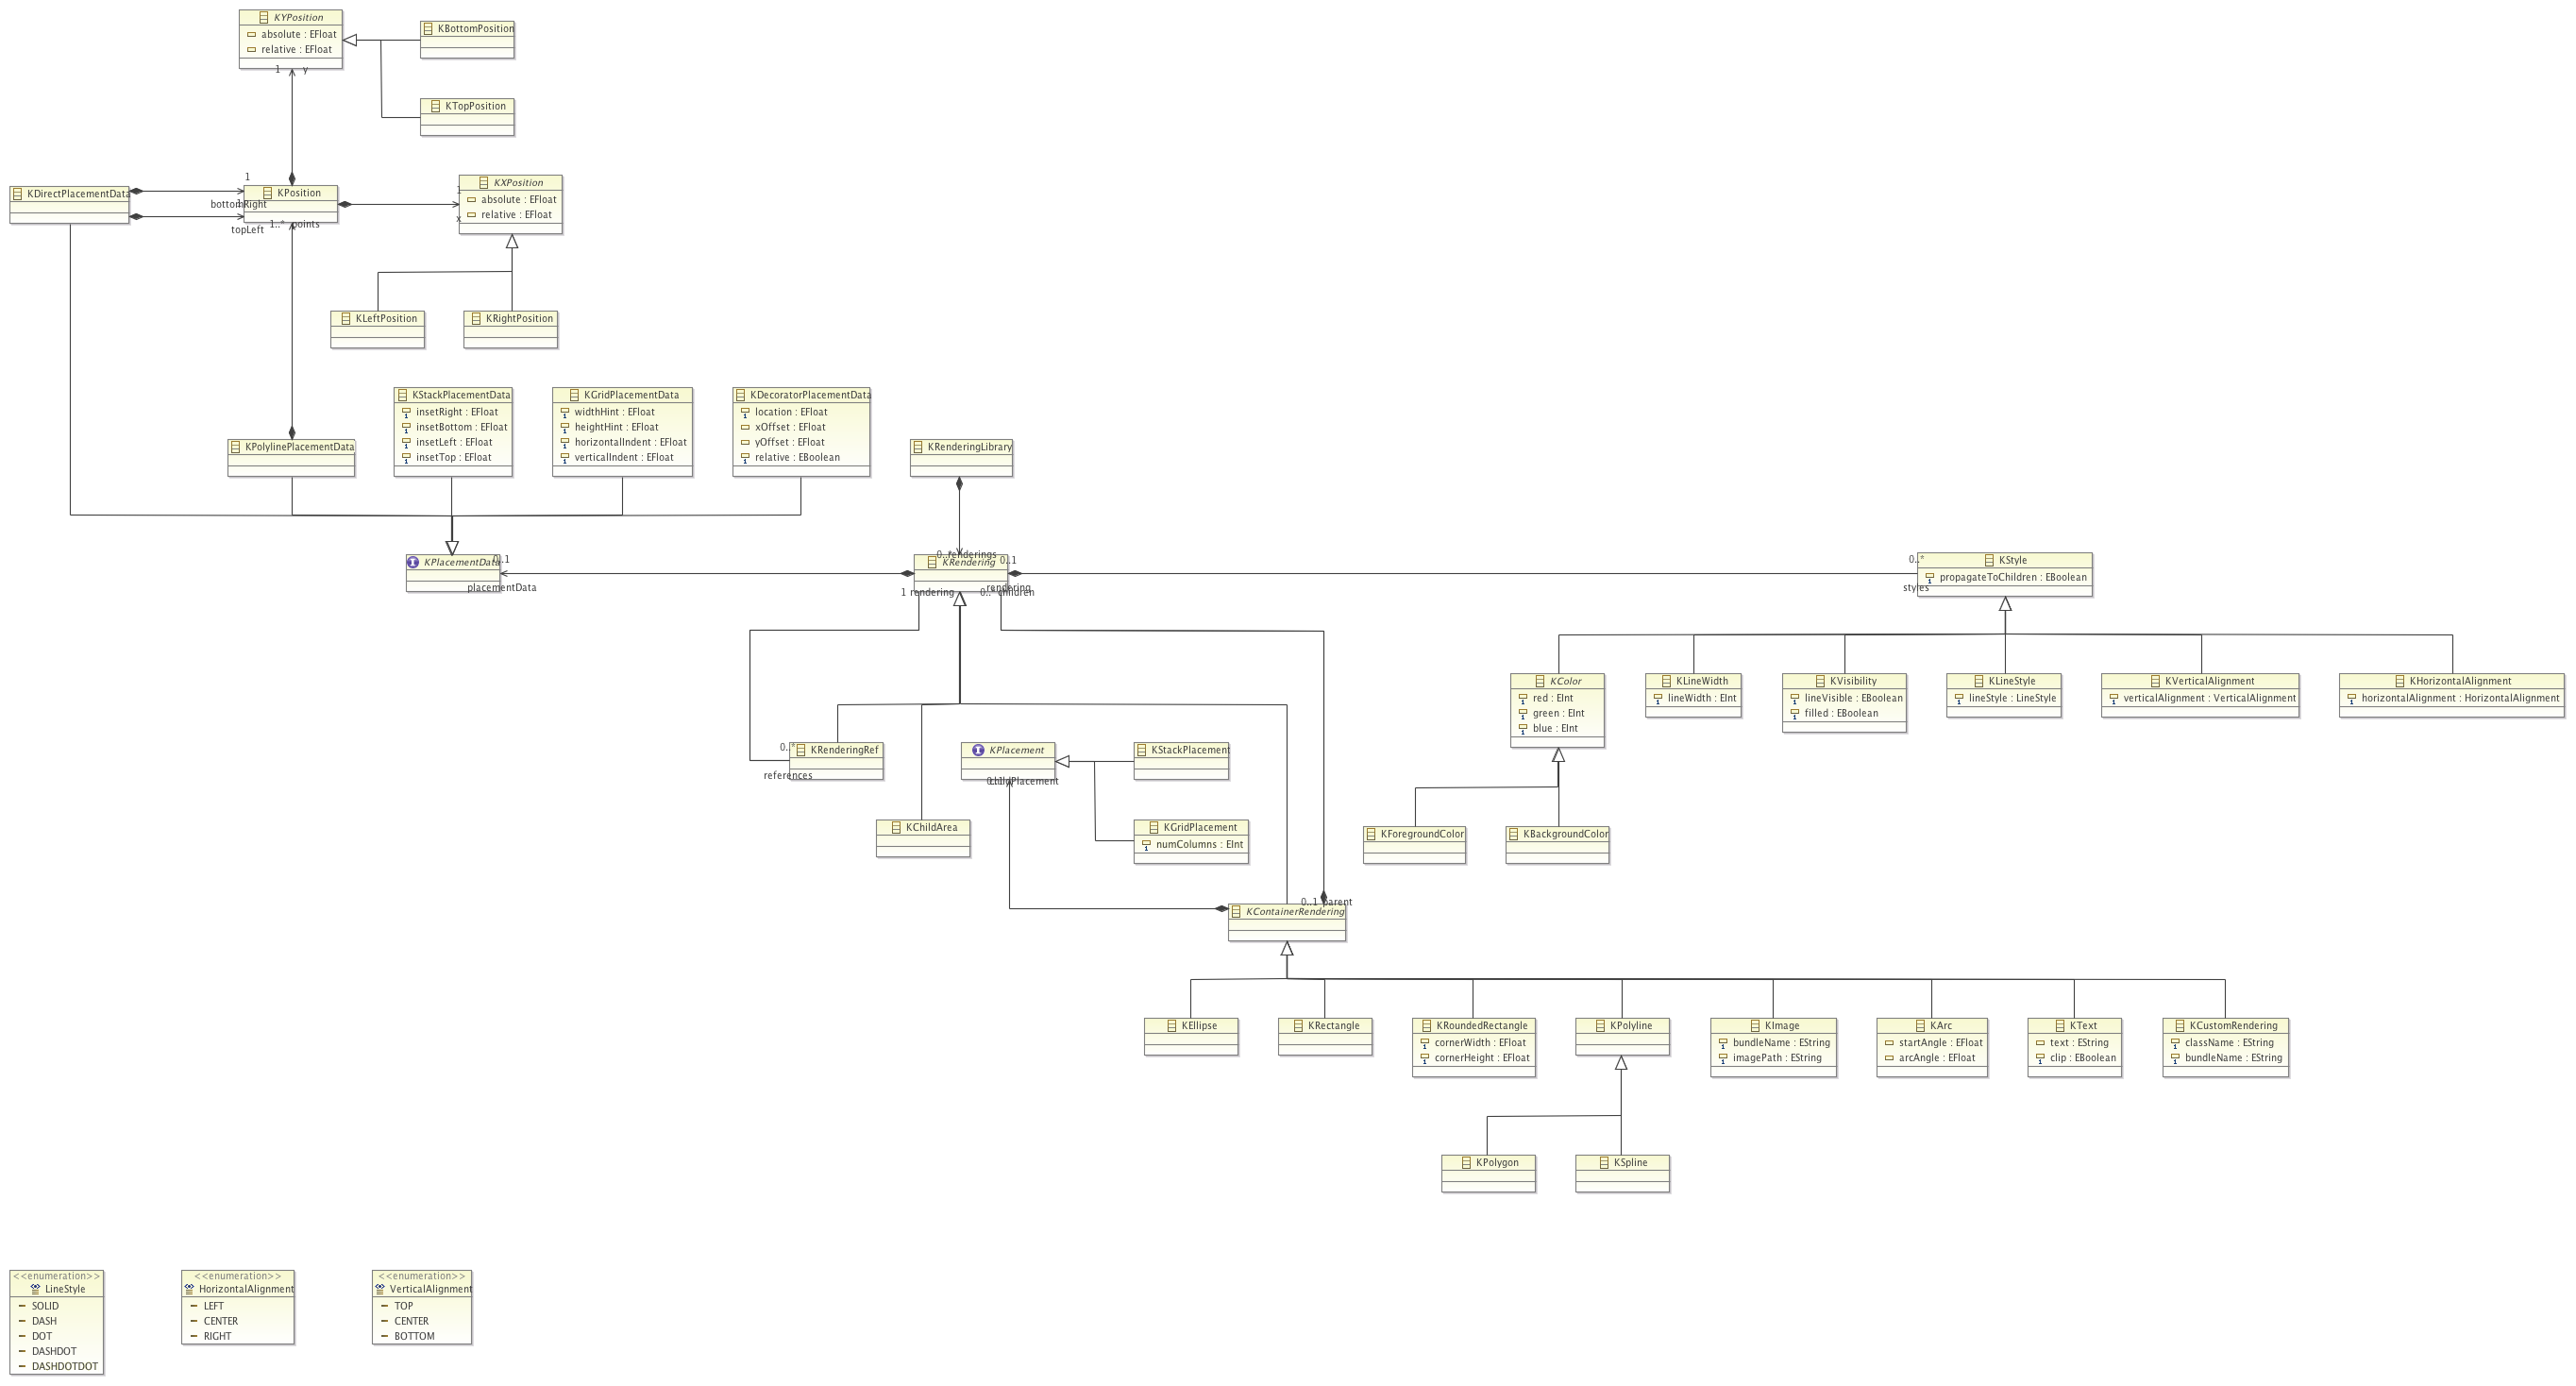 KYPosition
absolute : EFloat
relative : EFloat
1 y
KBottomPosition
KTopPosition
KDirectPlacementData
1
bottomRight
1
topLeft
KPosition
1..* points
KXPosition
absolute : EFloat
relative : EFloat
1
x
KLeftPosition
KRightPosition
KPolylinePlacementData
KStackPlacementData
insetRight : EFloat
insetBottom : EFloat
insetLeft : EFloat
insetTop : EFloat
KGridPlacementData
widthHint : EFloat
heightHint : EFloat
horizontalIndent : EFloat
verticalIndent : EFloat
KDecoratorPlacementData
location : EFloat
xOffset : EFloat
yOffset : EFloat
relative : EBoolean
KRenderingLibrary
KPlacementData
0..1
placementData
0..* renderings
KRendering
0..1
rendering
1 rendering
0..* children
0..*
styles
KStyle
propagateToChildren : EBoolean
KColor
red : EInt
green : EInt
blue : EInt
KLineWidth
lineWidth : EInt
KVisibility
lineVisible : EBoolean
filled : EBoolean
KLineStyle
lineStyle : LineStyle
KVerticalAlignment
verticalAlignment : VerticalAlignment
KHorizontalAlignment
horizontalAlignment : HorizontalAlignment
0..*
references
KRenderingRef
KPlacement
0..1
childPlacement
KStackPlacement
KChildArea
KGridPlacement
numColumns : EInt
KForegroundColor
KBackgroundColor
0..1 parent
KContainerRendering
KEllipse
KRectangle
KRoundedRectangle
cornerWidth : EFloat
cornerHeight : EFloat
KPolyline
KImage
bundleName : EString
imagePath : EString
KArc
startAngle : EFloat
arcAngle : EFloat
KText
text : EString
clip : EBoolean
KCustomRendering
className : EString
bundleName : EString
KPolygon
KSpline
<<enumeration>>
LineStyle
SOLID
DASH
DOT
DASHDOT
DASHDOTDOT
<<enumeration>>
HorizontalAlignment
LEFT
CENTER
RIGHT
<<enumeration>>
VerticalAlignment
TOP
CENTER
BOTTOM